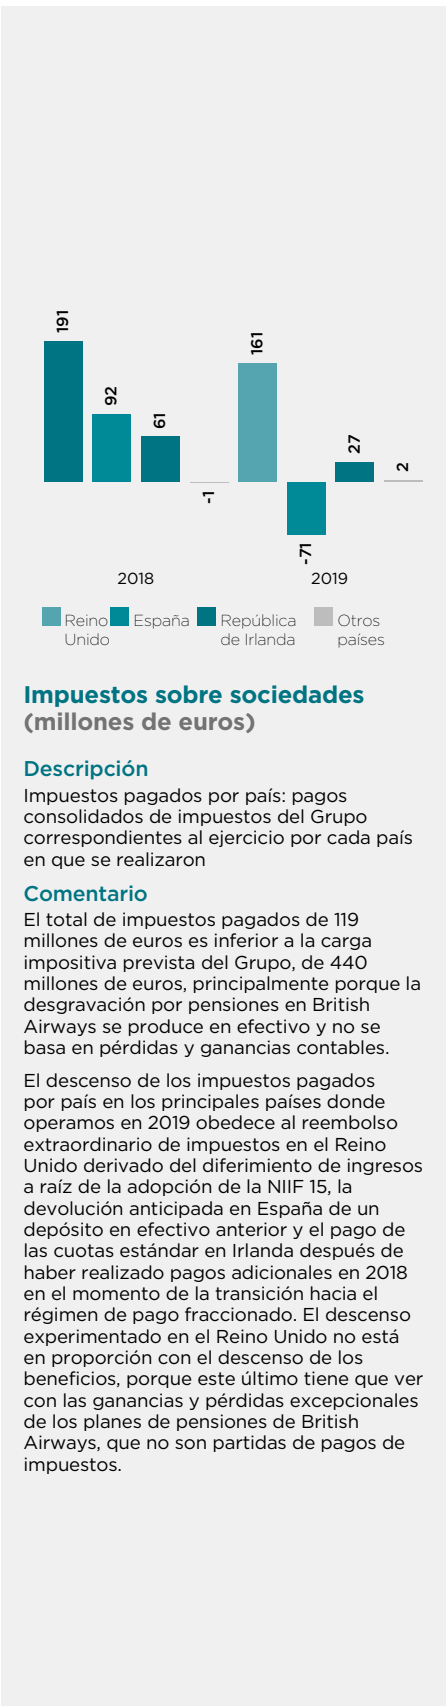 191
92
61
-1
161
-71
27
2
2018
2019
Reino
Unido
España
República
de Irlanda
Otros
países
Impuestos sobre sociedades
(millones de euros)
Descripción
Impuestos pagados por país: pagos
consolidados de impuestos del Grupo
correspondientes al ejercicio por cada país
en que se realizaron
Comentario
El total de impuestos pagados de 119
millones de euros es inferior a la carga
impositiva prevista del Grupo, de 440
millones de euros, principalmente porque la
desgravación por pensiones en British
Airways se produce en efectivo y no se
basa en pérdidas y ganancias contables.
El descenso de los impuestos pagados
por país en los principales países donde
operamos en 2019 obedece al reembolso
extraordinario de impuestos en el Reino
Unido derivado del diferimiento de ingresos
a raíz de la adopción de la NIIF 15, la
devolución anticipada en España de un
depósito en efectivo anterior y el pago de
las cuotas estándar en Irlanda después de
haber realizado pagos adicionales en 2018
en el momento de la transición hacia el
régimen de pago fraccionado. El descenso
experimentado en el Reino Unido no está
en proporción con el descenso de los
beneficios, porque este último tiene que ver
con las ganancias y pérdidas excepcionales
de los planes de pensiones de British
Airways, que no son partidas de pagos de
impuestos.